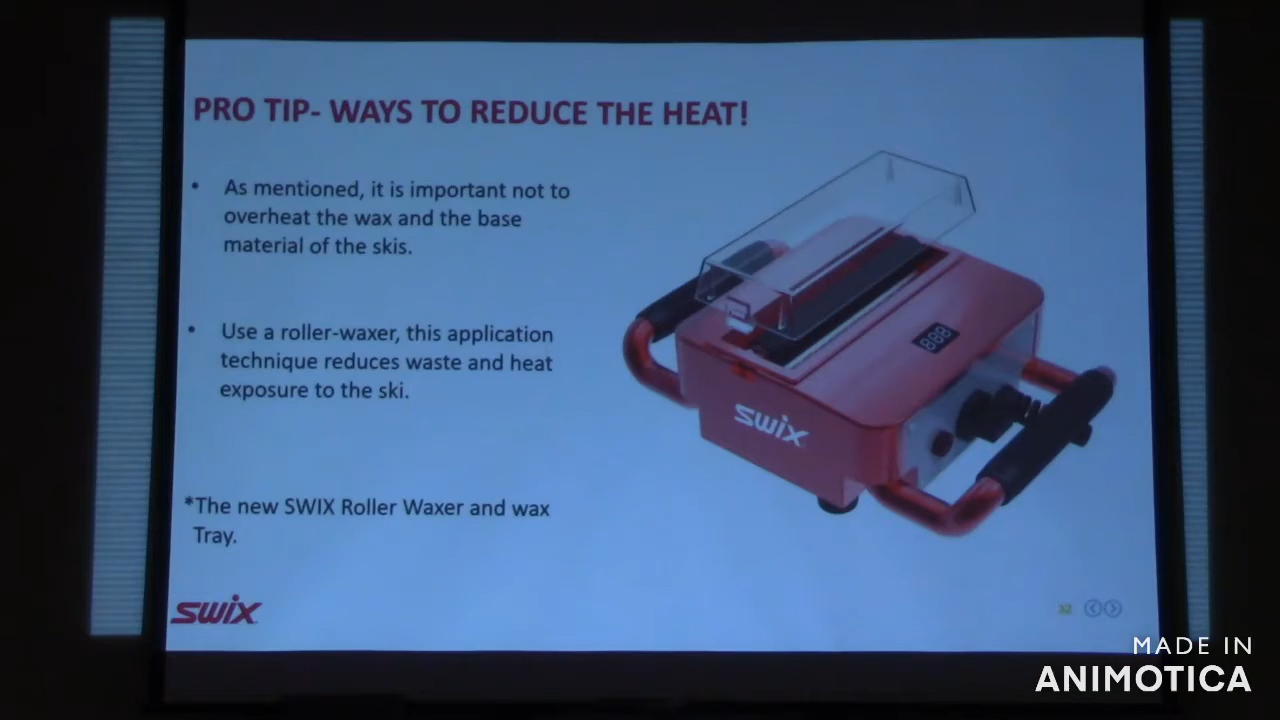 PRO TIP- WAYS TO REDUCE THE HEAT!
• As mentioned, it is important not to
overheat the wax and the base
material of the skis.
• Use a roller-waxer, this application
technique reduces waste and heat
exposure to the ski.
*The new SWIX Roller Waxer and wax
Tray.
888
SWIX
SWIX
32
MADE IN
ANIMOTICA